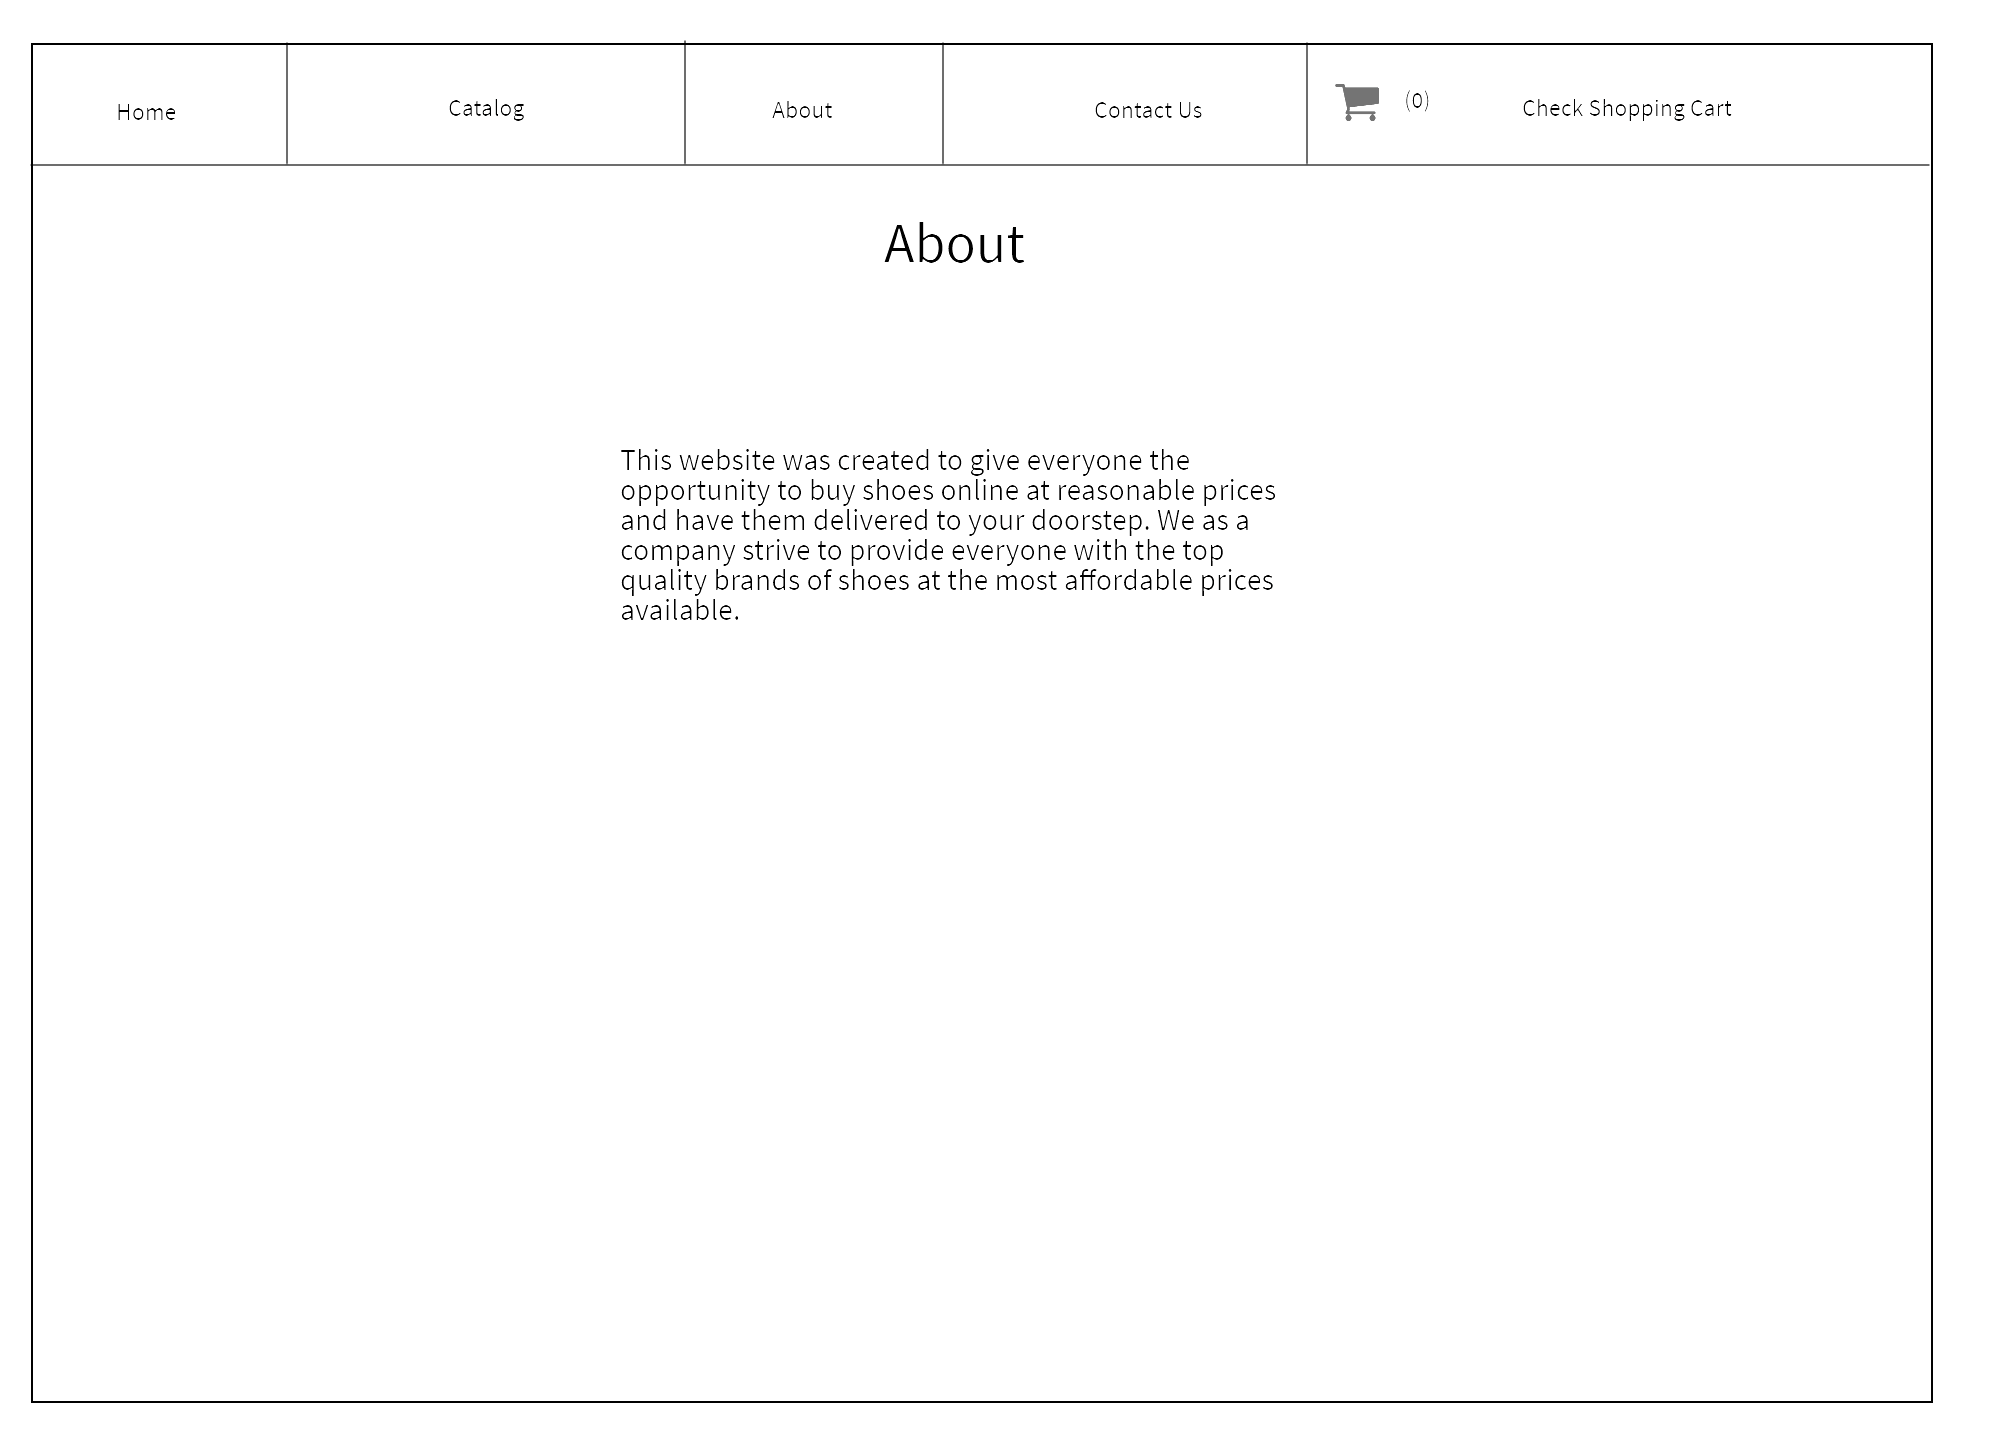 Home Catalog About Contact Us (0) Check Shopping Cart
About
This website was created to give everyone the
opportunity to buy shoes online at reasonable prices
and have them delivered to your doorstep. We as a
company strive to provide everyone with the top
quality brands of shoes at the most affordable prices
available.